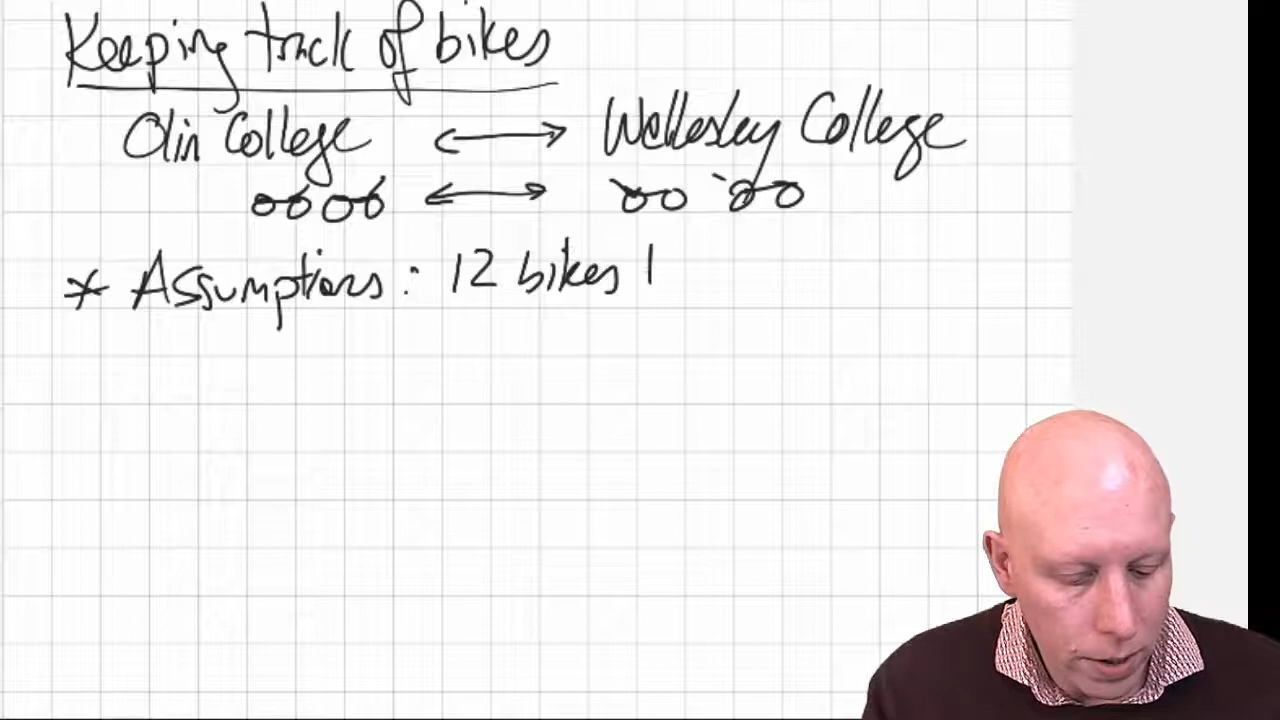 Keeping track of bikes
Olin College ⟷ Wellesley College
⟷
* Assumptions: 12 bikes |